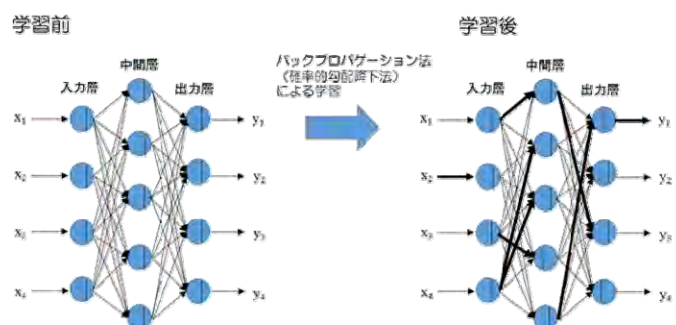 学習前
学習後
バックプロパゲーション法
（確率的勾配降下法）
による学習
入力層
中間層
出力層
x₁
x₂
x₃
x₄
y₁
y₂
y₃
y₄
入力層
中間層
出力層
x₁
x₂
x₃
x₄
y₁
y₂
y₃
y₄